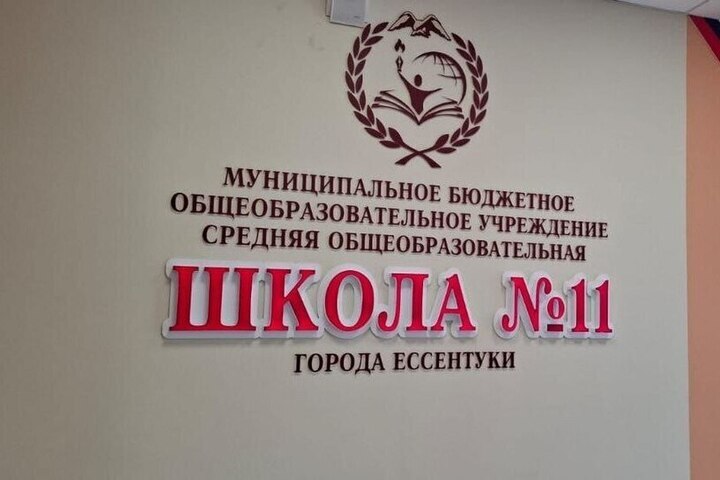 МУНИЦИПАЛЬНОЕ БЮДЖЕТНОЕ
ОБЩЕОБРАЗОВАТЕЛЬНОЕ УЧРЕЖДЕНИЕ
СРЕДНЯЯ ОБЩЕОБРАЗОВАТЕЛЬНАЯ
ШКОЛА №11
ГОРОДА ЕССЕНТУКИ